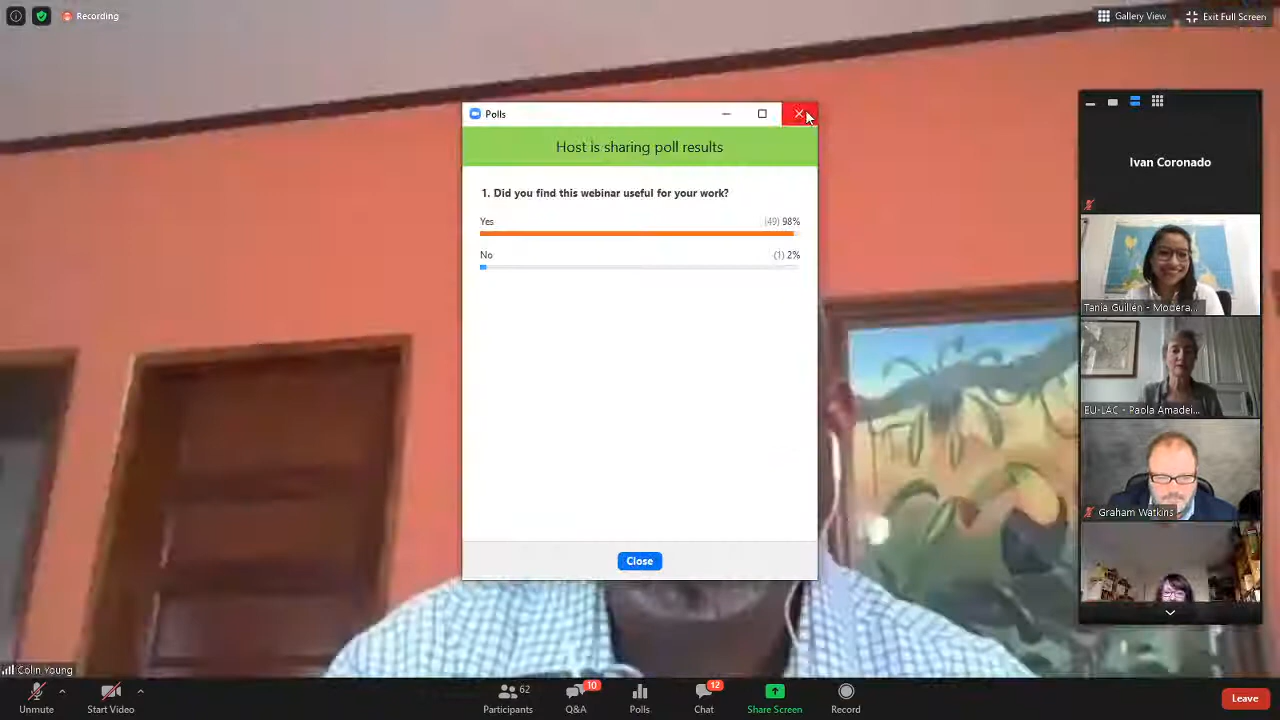 Recording
Gallery View
Exit Full Screen
Polls
Host is sharing poll results
1. Did you find this webinar useful for your work?
Yes (49) 98%
No (1) 2%
Close
Ivan Coronado
Tania Guillen - Modera...
EU-LAC - Paola Amadei...
Graham Watkins
Colin Young
Unmute
Start Video
62
Participants
10
Q&A
Polls
12
Chat
Share Screen
Record
Leave